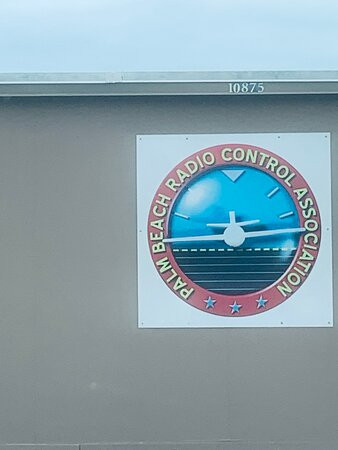 10875
PALM BEACH RADIO CONTROL ASSOCIATION